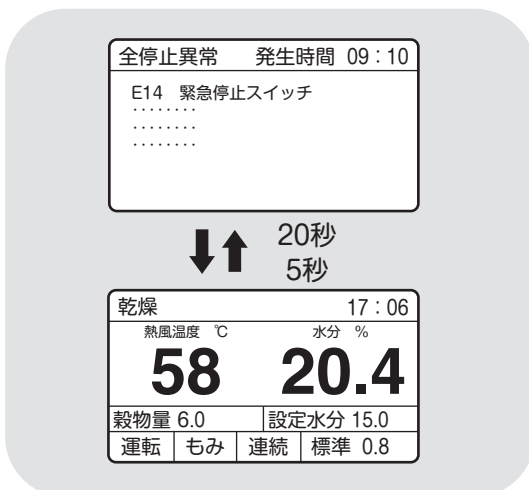 全停止異常 発生時間 09:10
E14 緊急停止スイッチ
........
........
........
20秒
5秒
乾燥 17:06
熱風温度 ℃ 水分 %
58 20.4
穀物量 6.0 設定水分 15.0
運転 もみ 連続 標準 0.8